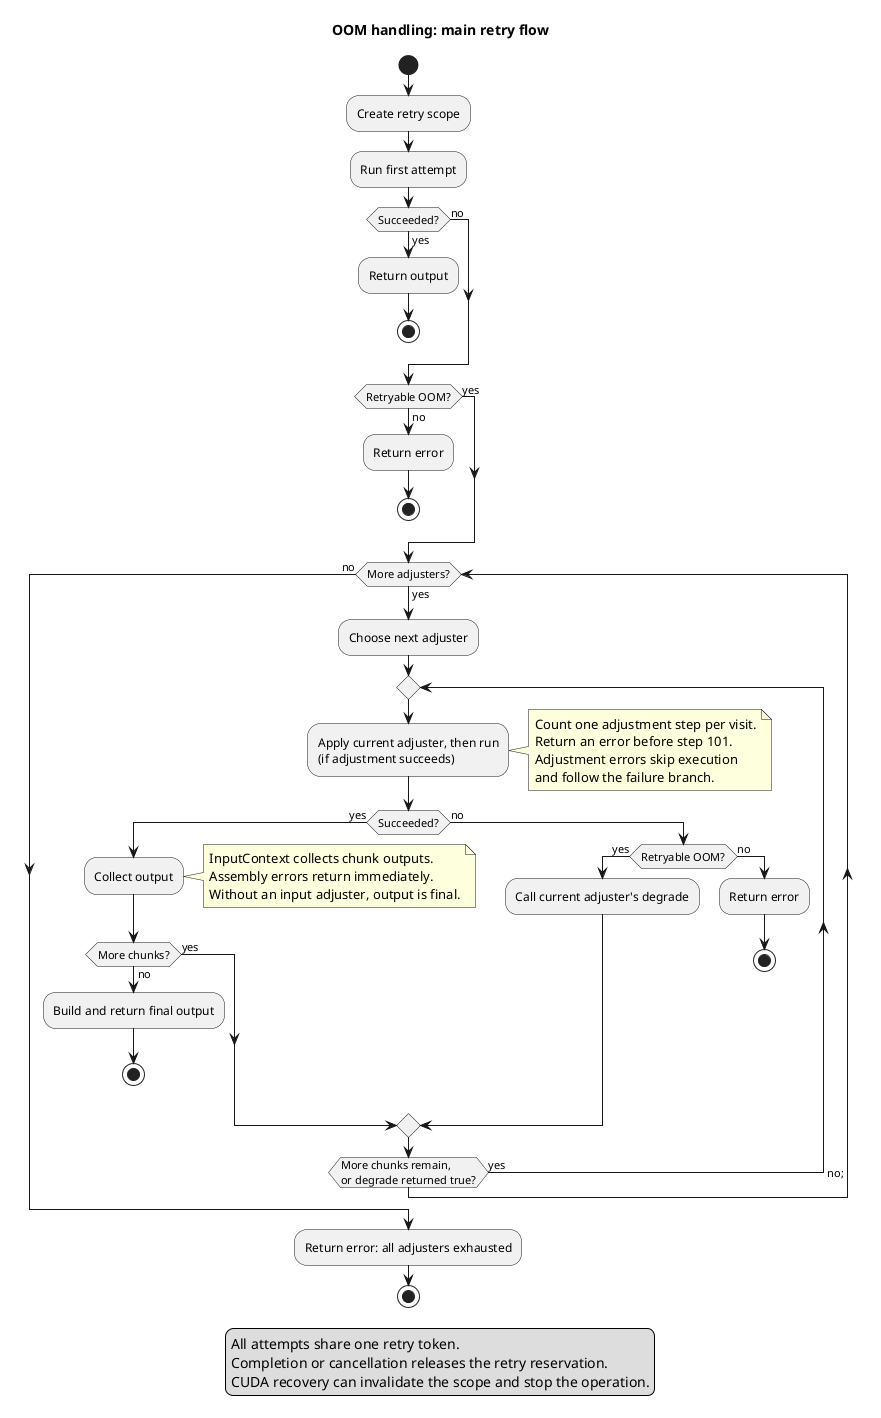 OOM handling: main retry flow
Create retry scope
Run first attempt
Succeeded?
no
yes
Return output
Retryable OOM?
yes
no
Return error
More adjusters?
no
yes
Choose next adjuster
Apply current adjuster, then run
(if adjustment succeeds)
Count one adjustment step per visit.
Return an error before step 101.
Adjustment errors skip execution
and follow the failure branch.
Succeeded?
yes
no
Collect output
InputContext collects chunk outputs.
Assembly errors return immediately.
Without an input adjuster, output is final.
More chunks?
yes
no
Build and return final output
Retryable OOM?
yes
no
Call current adjuster's degrade
Return error
More chunks remain,
or degrade returned true?
yes
no;
Return error: all adjusters exhausted
All attempts share one retry token.
Completion or cancellation releases the retry reservation.
CUDA recovery can invalidate the scope and stop the operation.